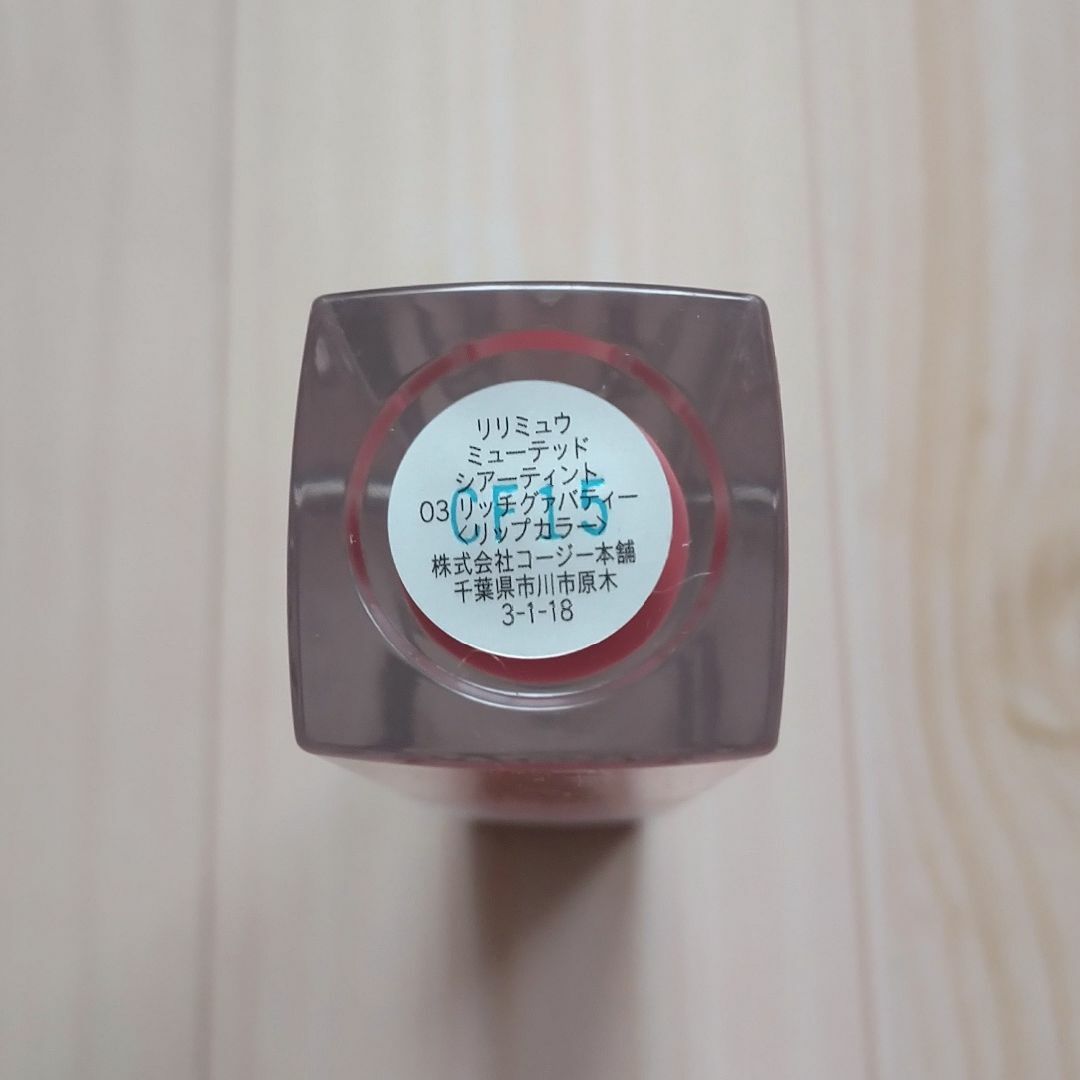 リリミュウ
ミューテッド
シアーティント
03 リッチグァバティー
〈リップカラー〉
CF15
株式会社コージー本舗
千葉県市川市原木
3-1-18